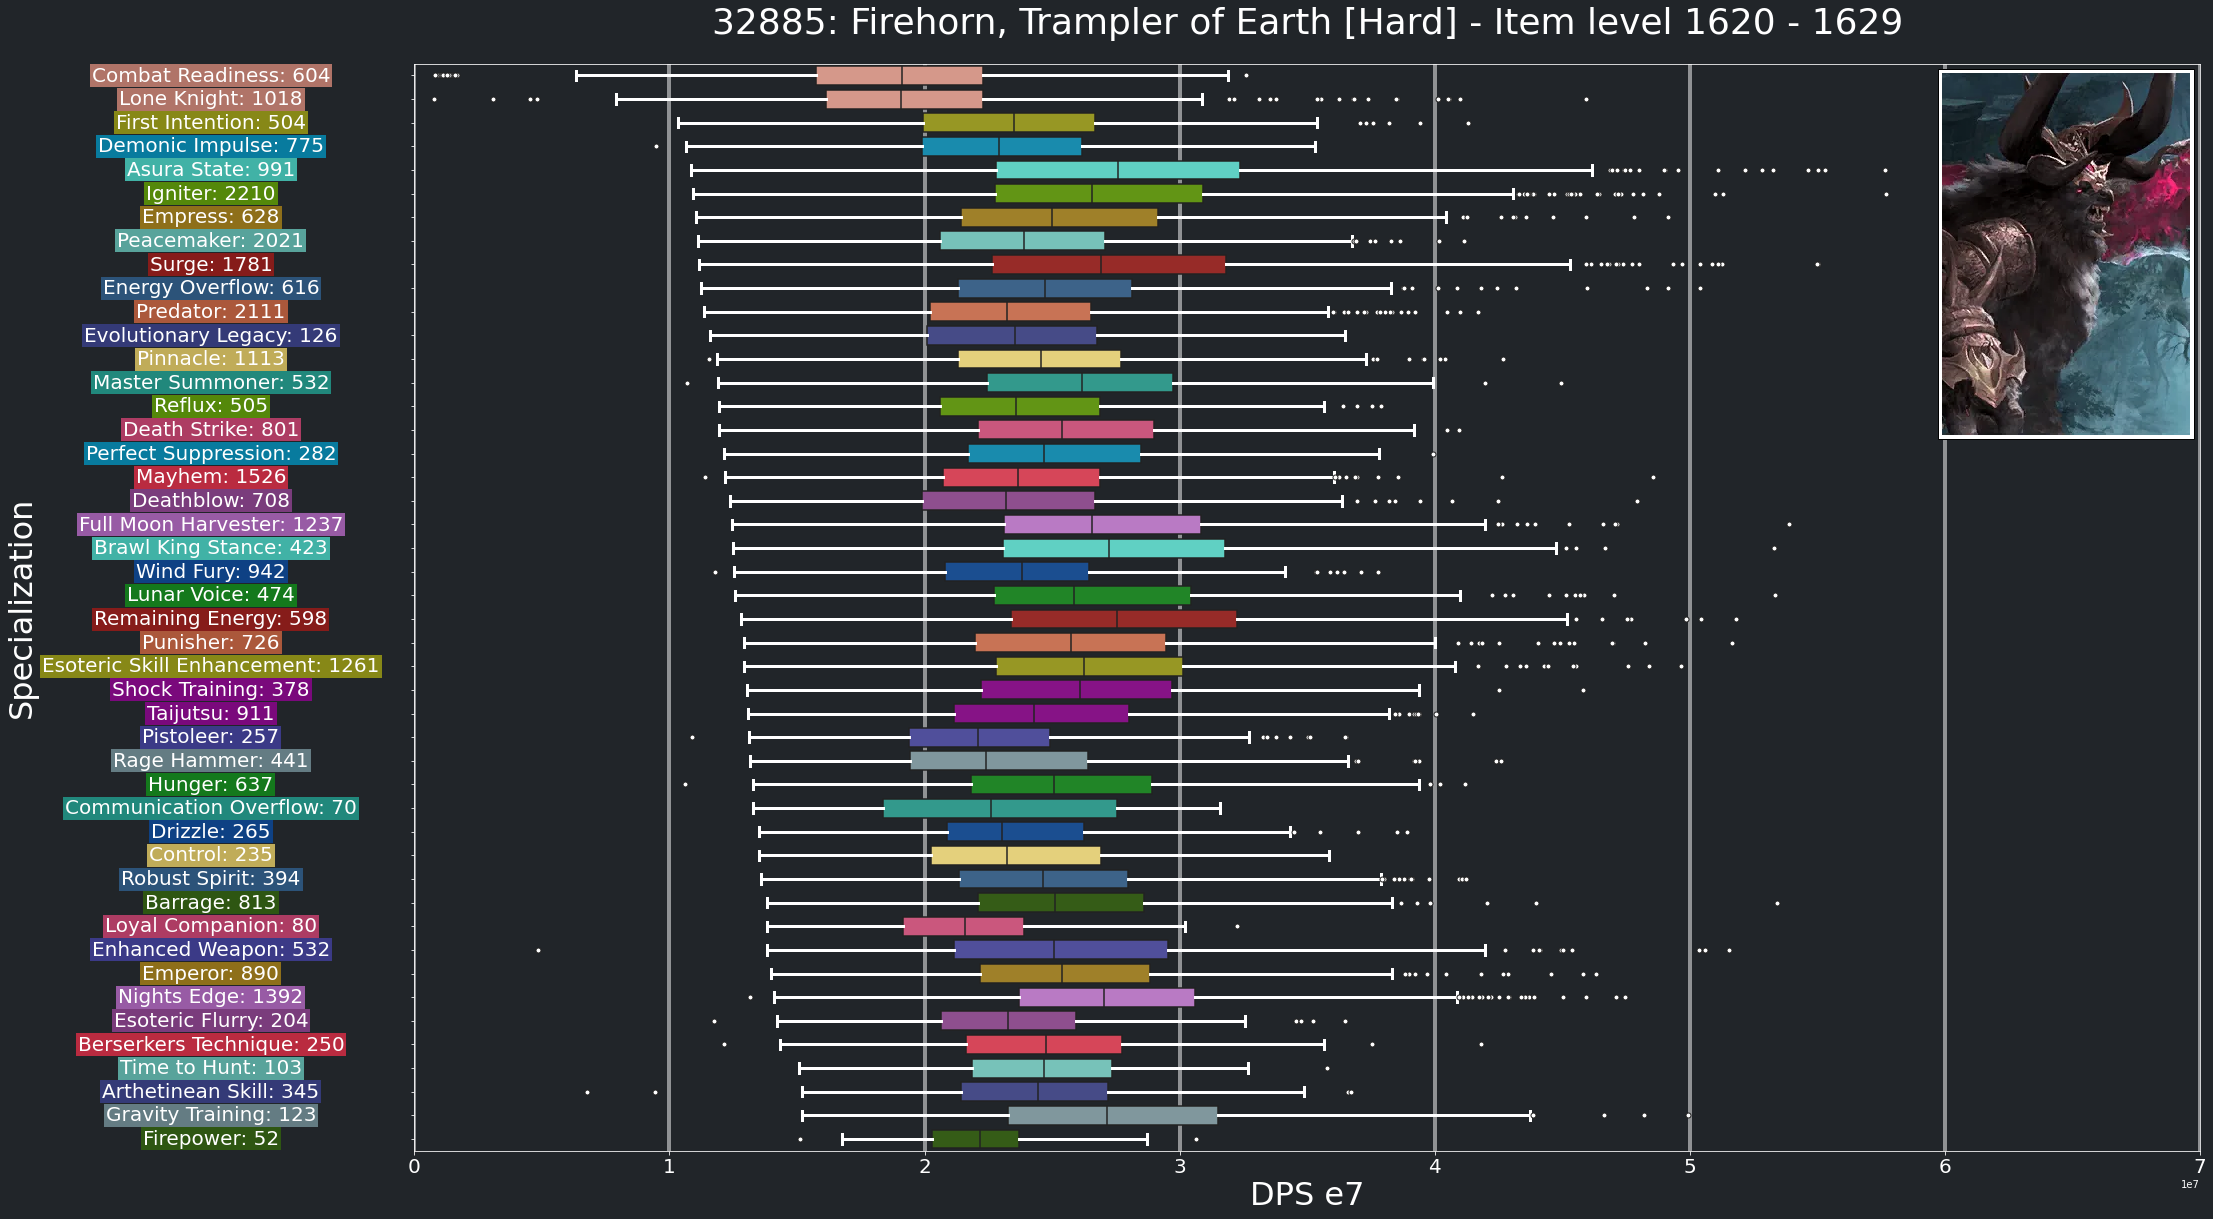 32885: Firehorn, Trampler of Earth [Hard] - Item level 1620 - 1629
Combat Readiness: 604
Lone Knight: 1018
First Intention: 504
Demonic Impulse: 775
Asura State: 991
Igniter: 2210
Empress: 628
Peacemaker: 2021
Surge: 1781
Energy Overflow: 616
Predator: 2111
Evolutionary Legacy: 126
Pinnacle: 1113
Master Summoner: 532
Reflux: 505
Death Strike: 801
Perfect Suppression: 282
Mayhem: 1526
Deathblow: 708
Full Moon Harvester: 1237
Brawl King Stance: 423
Wind Fury: 942
Lunar Voice: 474
Remaining Energy: 598
Punisher: 726
Esoteric Skill Enhancement: 1261
Shock Training: 378
Taijutsu: 911
Pistoleer: 257
Rage Hammer: 441
Hunger: 637
Communication Overflow: 70
Drizzle: 265
Control: 235
Robust Spirit: 394
Barrage: 813
Loyal Companion: 80
Enhanced Weapon: 532
Emperor: 890
Nights Edge: 1392
Esoteric Flurry: 204
Berserkers Technique: 250
Time to Hunt: 103
Arthetinean Skill: 345
Gravity Training: 123
Firepower: 52
Specialization
0 1 2 3 4 5 6 7
1e7
DPS e7